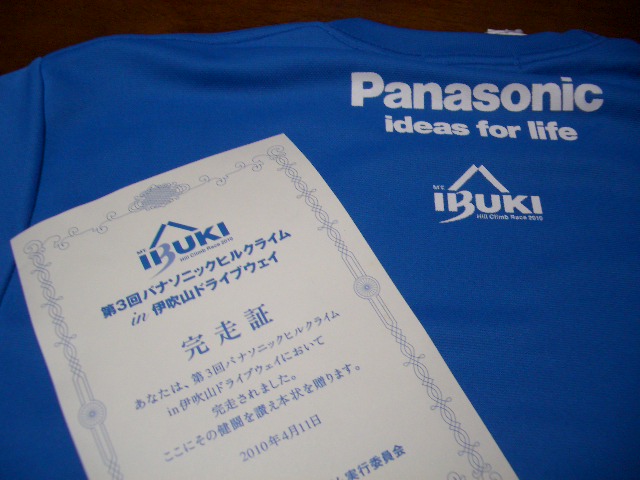 Panasonic
ideas for life
MT.
IBUKI
Hill Climb Race 2010
MT.
IBUKI
Hill Climb Race 2010
第3回パナソニックヒルクライム
in 伊吹山ドライブウェイ
完走証
あなたは、第3回パナソニックヒルクライム
in伊吹山ドライブウェイにおいて
完走されました。
ここにその健闘を讃え本状を贈ります。
2010年4月11日
実行委員会